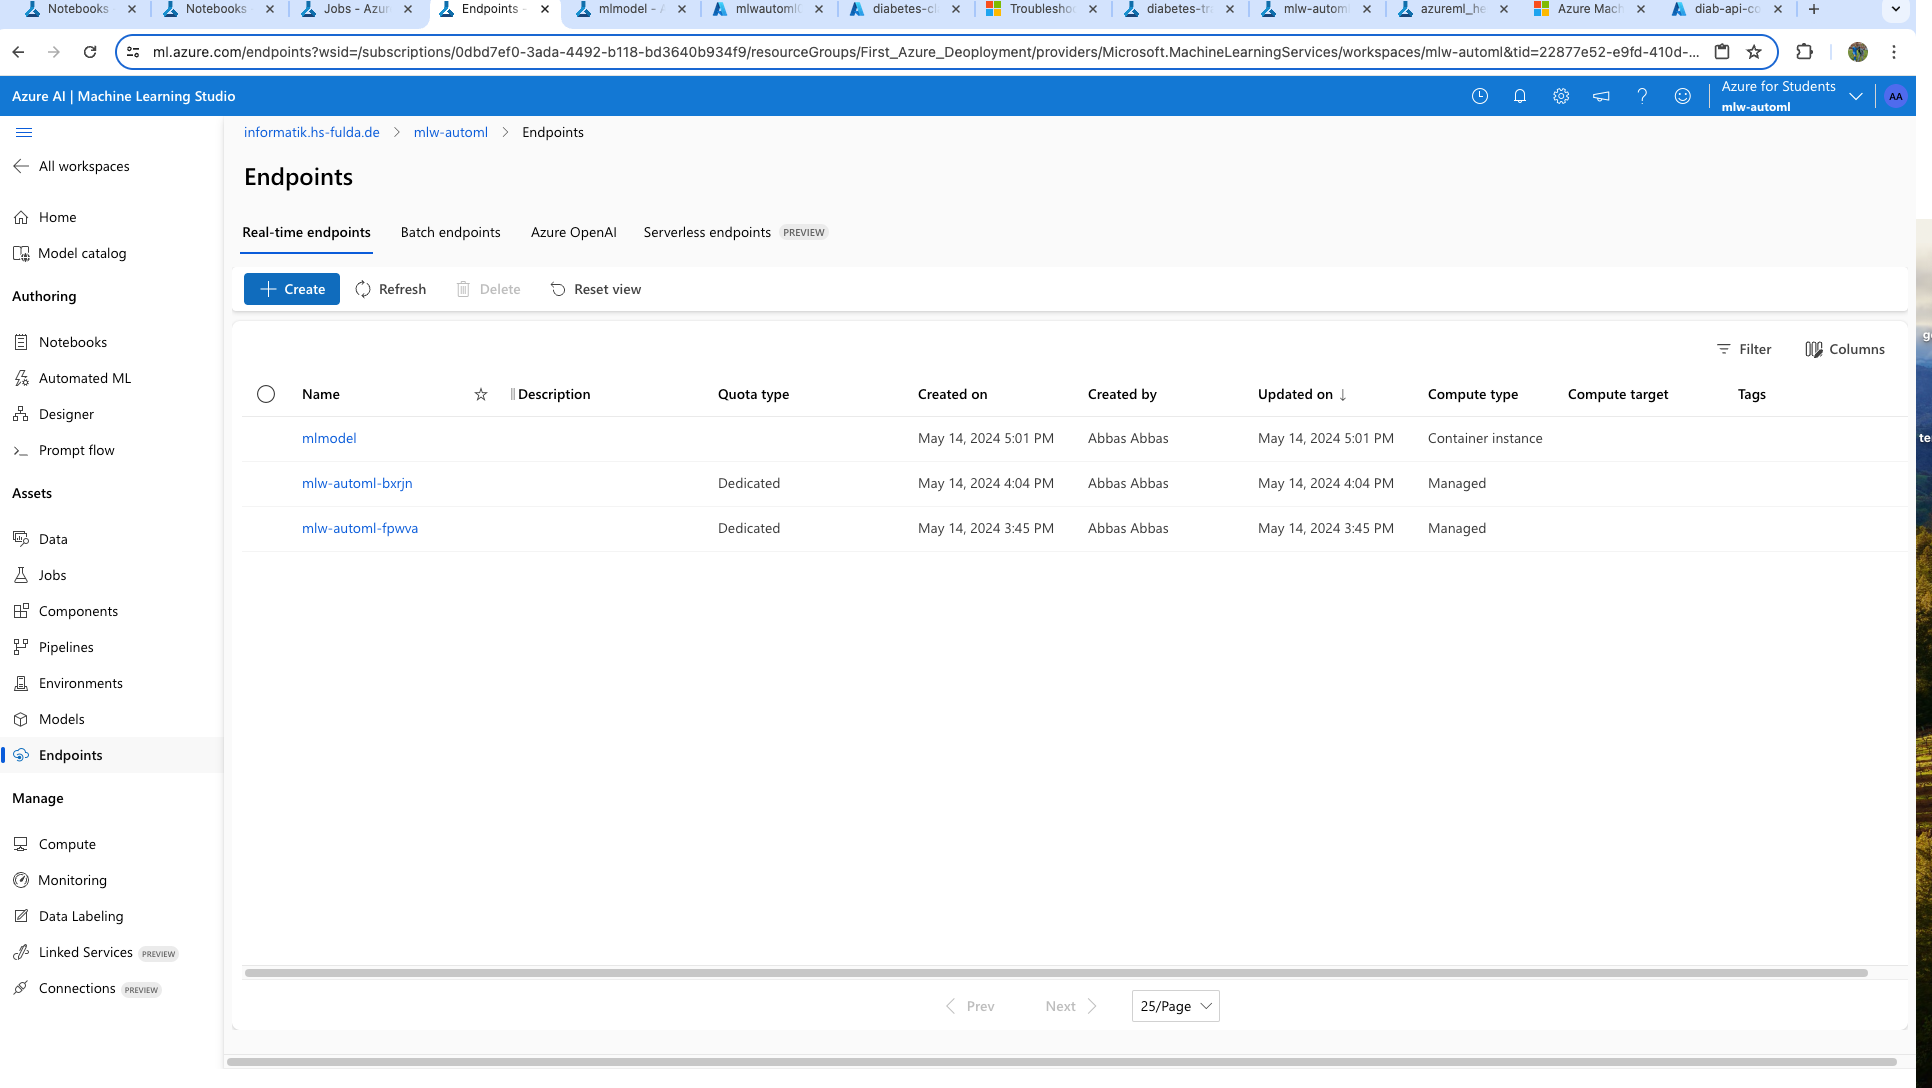 Notebooks
Notebooks
Jobs - Azur
Endpoints -
mlmodel - A
mlwautoml
diabetes-cl
Troubleshoo
diabetes-tra
mlw-autom
azureml_he
Azure Mach
diab-api-co
ml.azure.com/endpoints?wsid=/subscriptions/0dbd7ef0-3ada-4492-b118-bd3640b934f9/resourceGroups/First_Azure_Deoployment/providers/Microsoft.MachineLearningServices/workspaces/mlw-automl&tid=22877e52-e9fd-410d-...
Azure AI | Machine Learning Studio
Azure for Students
mlw-automl
AA
informatik.hs-fulda.de > mlw-automl > Endpoints
All workspaces
Endpoints
Home
Model catalog
Real-time endpoints Batch endpoints Azure OpenAI Serverless endpoints PREVIEW
Create Refresh Delete Reset view
Authoring
Notebooks
Automated ML
Designer
Prompt flow
Filter Columns
Name Description Quota type Created on Created by Updated on ↓ Compute type Compute target Tags
mlmodel May 14, 2024 5:01 PM Abbas Abbas May 14, 2024 5:01 PM Container instance
mlw-automl-bxrjn Dedicated May 14, 2024 4:04 PM Abbas Abbas May 14, 2024 4:04 PM Managed
mlw-automl-fpwva Dedicated May 14, 2024 3:45 PM Abbas Abbas May 14, 2024 3:45 PM Managed
Assets
Data
Jobs
Components
Pipelines
Environments
Models
Endpoints
Manage
Compute
Monitoring
Data Labeling
Linked Services PREVIEW
Connections PREVIEW
Prev Next 25/Page
te